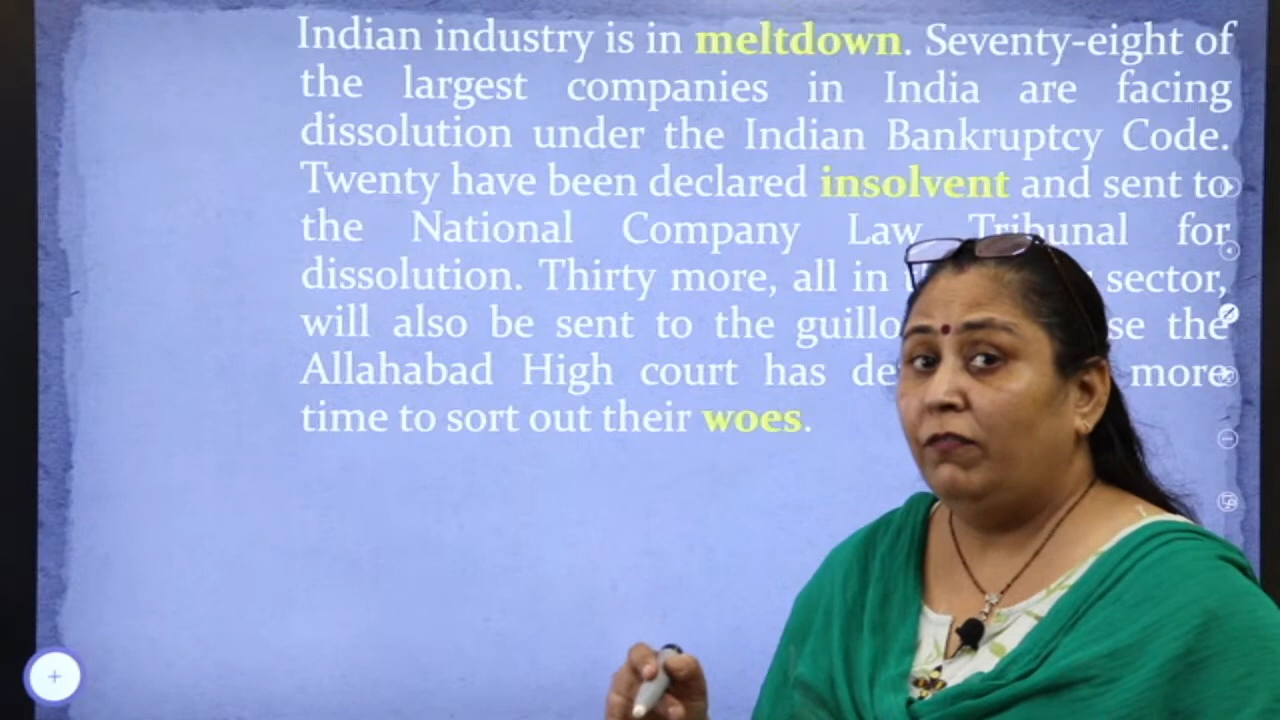 Indian industry is in meltdown. Seventy-eight of
the largest companies in India are facing
dissolution under the Indian Bankruptcy Code.
Twenty have been declared insolvent and sent to
the National Company Law Tribunal for
dissolution. Thirty more, all in sector,
will also be sent to the the
Allahabad High court has more
time to sort out their woes.